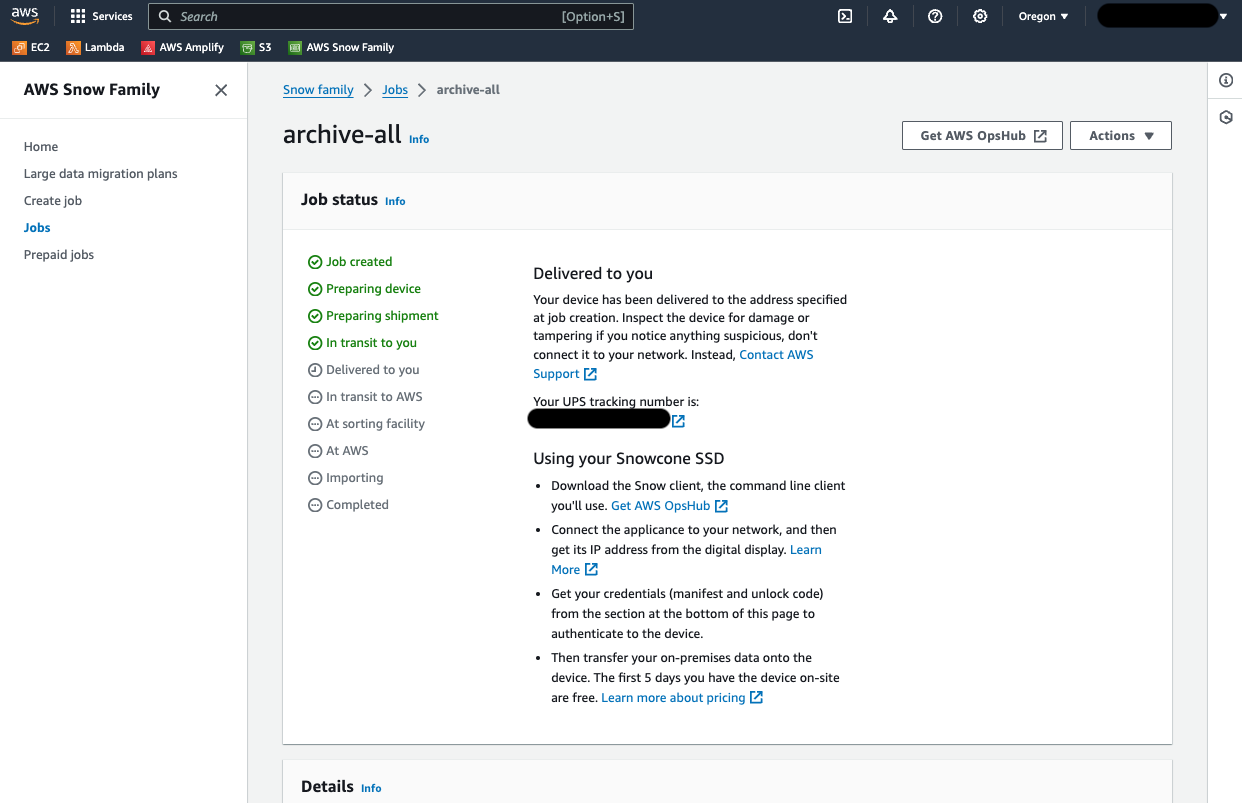 aws
Services
Search
[Option+S]
Oregon
EC2
Lambda
AWS Amplify
S3
AWS Snow Family
AWS Snow Family
Home
Large data migration plans
Create job
Jobs
Prepaid jobs
Snow family
Jobs
archive-all
archive-all Info
Get AWS OpsHub
Actions
Job status Info
Job created
Preparing device
Preparing shipment
In transit to you
Delivered to you
In transit to AWS
At sorting facility
At AWS
Importing
Completed
Delivered to you
Your device has been delivered to the address specified
at job creation. Inspect the device for damage or
tampering if you notice anything suspicious, don't
connect it to your network. Instead, Contact AWS
Support
Your UPS tracking number is:
Using your Snowcone SSD
• Download the Snow client, the command line client
you'll use. Get AWS OpsHub
• Connect the applicance to your network, and then
get its IP address from the digital display. Learn
More
• Get your credentials (manifest and unlock code)
from the section at the bottom of this page to
authenticate to the device.
• Then transfer your on-premises data onto the
device. The first 5 days you have the device on-site
are free. Learn more about pricing
Details Info